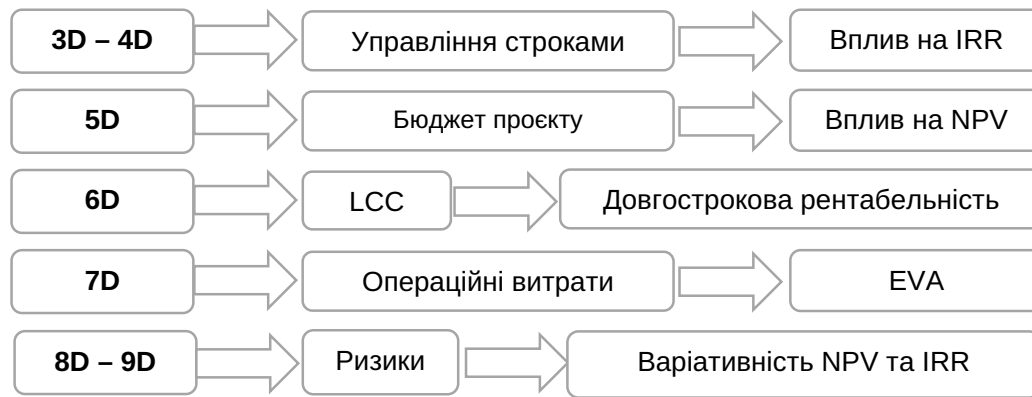 3D – 4D Управління строками Вплив на IRR
5D Бюджет проєкту Вплив на NPV
6D LCC Довгострокова рентабельність
7D Операційні витрати EVA
8D – 9D Ризики Варіативність NPV та IRR